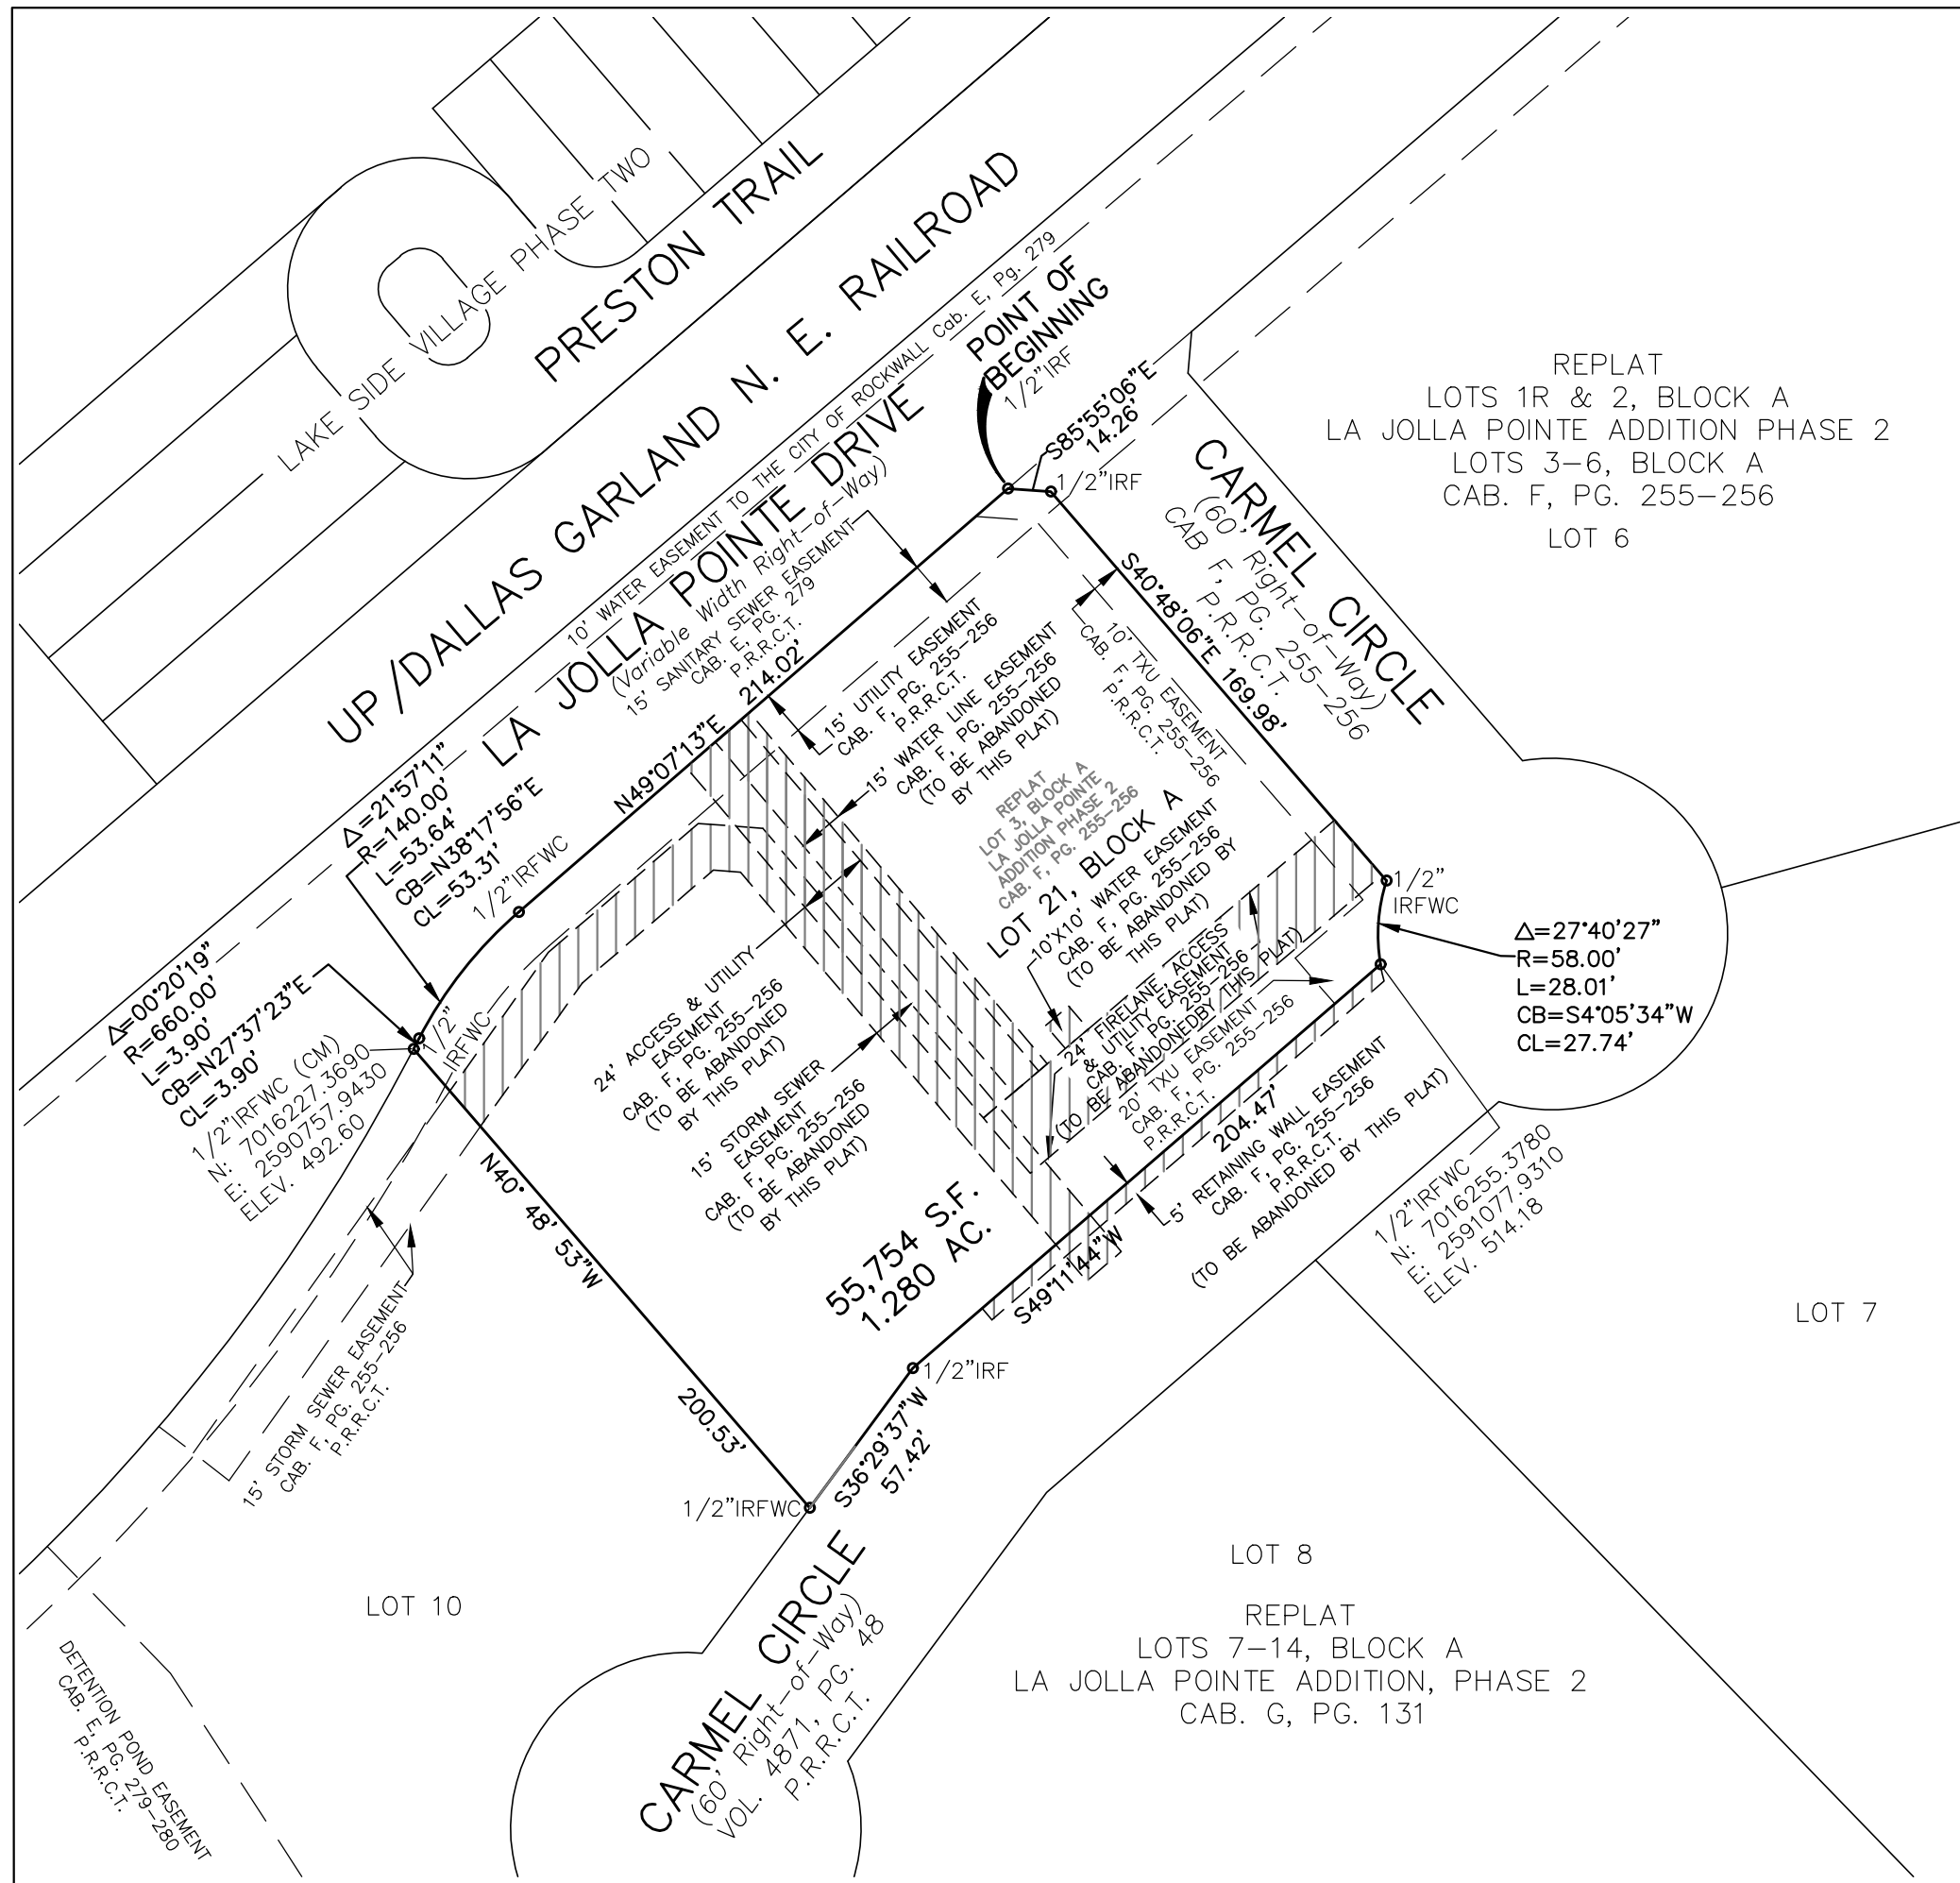 LAKE SIDE VILLAGE PHASE TWO
PRESTON TRAIL
UP/DALLAS GARLAND N. E. RAILROAD
10' WATER EASEMENT TO THE CITY OF ROCKWALL Cab. E, Pg. 279
LA JOLLA POINTE DRIVE
(Variable Width Right-of-Way)
15' SANITARY SEWER EASEMENT
CAB. E, PG. 279
P.R.R.C.T.
POINT OF
BEGINNING
1/2"IRF
S85°55'06"E
14.26'
1/2"IRF
REPLAT
LOTS 1R & 2, BLOCK A
LA JOLLA POINTE ADDITION PHASE 2
LOTS 3-6, BLOCK A
CAB. F, PG. 255-256
LOT 6
CARMEL CIRCLE
(60' Right-of-Way)
CAB F, PG. 255-256
P.R.R.C.T.
S40°48'06"E 169.98'
10' TXU EASEMENT
CAB. F, PG. 255-256
P.R.R.C.T.
N49°07'13"E 214.02'
15' UTILITY EASEMENT
CAB. F, PG. 255-256
P.R.R.C.T.
15' WATER LINE EASEMENT
CAB. F, PG. 255-256
(TO BE ABANDONED
BY THIS PLAT)
REPLAT
LOT 3, BLOCK A
LA JOLLA POINTE
ADDITION PHASE 2
CAB. F, PG. 255-256
LOT 21, BLOCK A
10'X10' WATER EASEMENT
CAB. F, PG. 255-256
(TO BE ABANDONED BY
THIS PLAT)
Δ=21°57'11"
R=140.00'
L=53.64'
CB=N38°17'56"E
CL=53.31'
1/2"IRFWC
Δ=00°20'19"
R=660.00'
L=3.90'
CB=N27°37'23"E
CL=3.90'
1/2"
IRFWC
1/2"IRFWC (CM)
N: 7016227.3690
E: 2590757.9430
ELEV. 492.60
1/2"
IRFWC
Δ=27°40'27"
R=58.00'
L=28.01'
CB=S4°05'34"W
CL=27.74'
24' FIRELANE, ACCESS
& UTILITY EASEMENT
CAB. F, PG. 255-256
(TO BE ABANDONEDBY THIS PLAT)
20' TXU EASEMENT
CAB. F, PG. 255-256
P.R.R.C.T.
24' ACCESS & UTILITY
EASEMENT
CAB. F, PG. 255-256
(TO BE ABANDONED
BY THIS PLAT)
15' STORM SEWER
EASEMENT
CAB. F, PG. 255-256
(TO BE ABANDONED
BY THIS PLAT)
204.47'
S49°11'44"W
5' RETAINING WALL EASEMENT
CAB. F, PG. 255-256
P.R.R.C.T.
(TO BE ABANDONED BY THIS PLAT)
1/2"IRFWC
N: 7016255.3780
E: 2591077.9310
ELEV. 514.18
N40° 48' 53"W
200.53'
55,754 S.F.
1.280 AC.
LOT 7
15' STORM SEWER EASEMENT
CAB. F, PG. 255-256
P.R.R.C.T.
1/2"IRF
S36°29'37"W
57.42'
1/2"IRFWC
LOT 10
LOT 8
REPLAT
LOTS 7-14, BLOCK A
LA JOLLA POINTE ADDITION, PHASE 2
CAB. G, PG. 131
CARMEL CIRCLE
(60' Right-of-Way)
VOL. 4871, PG. 48
P.R.R.C.T.
DETENTION POND EASEMENT
CAB. E, PG. 279-280
P.R.R.C.T.